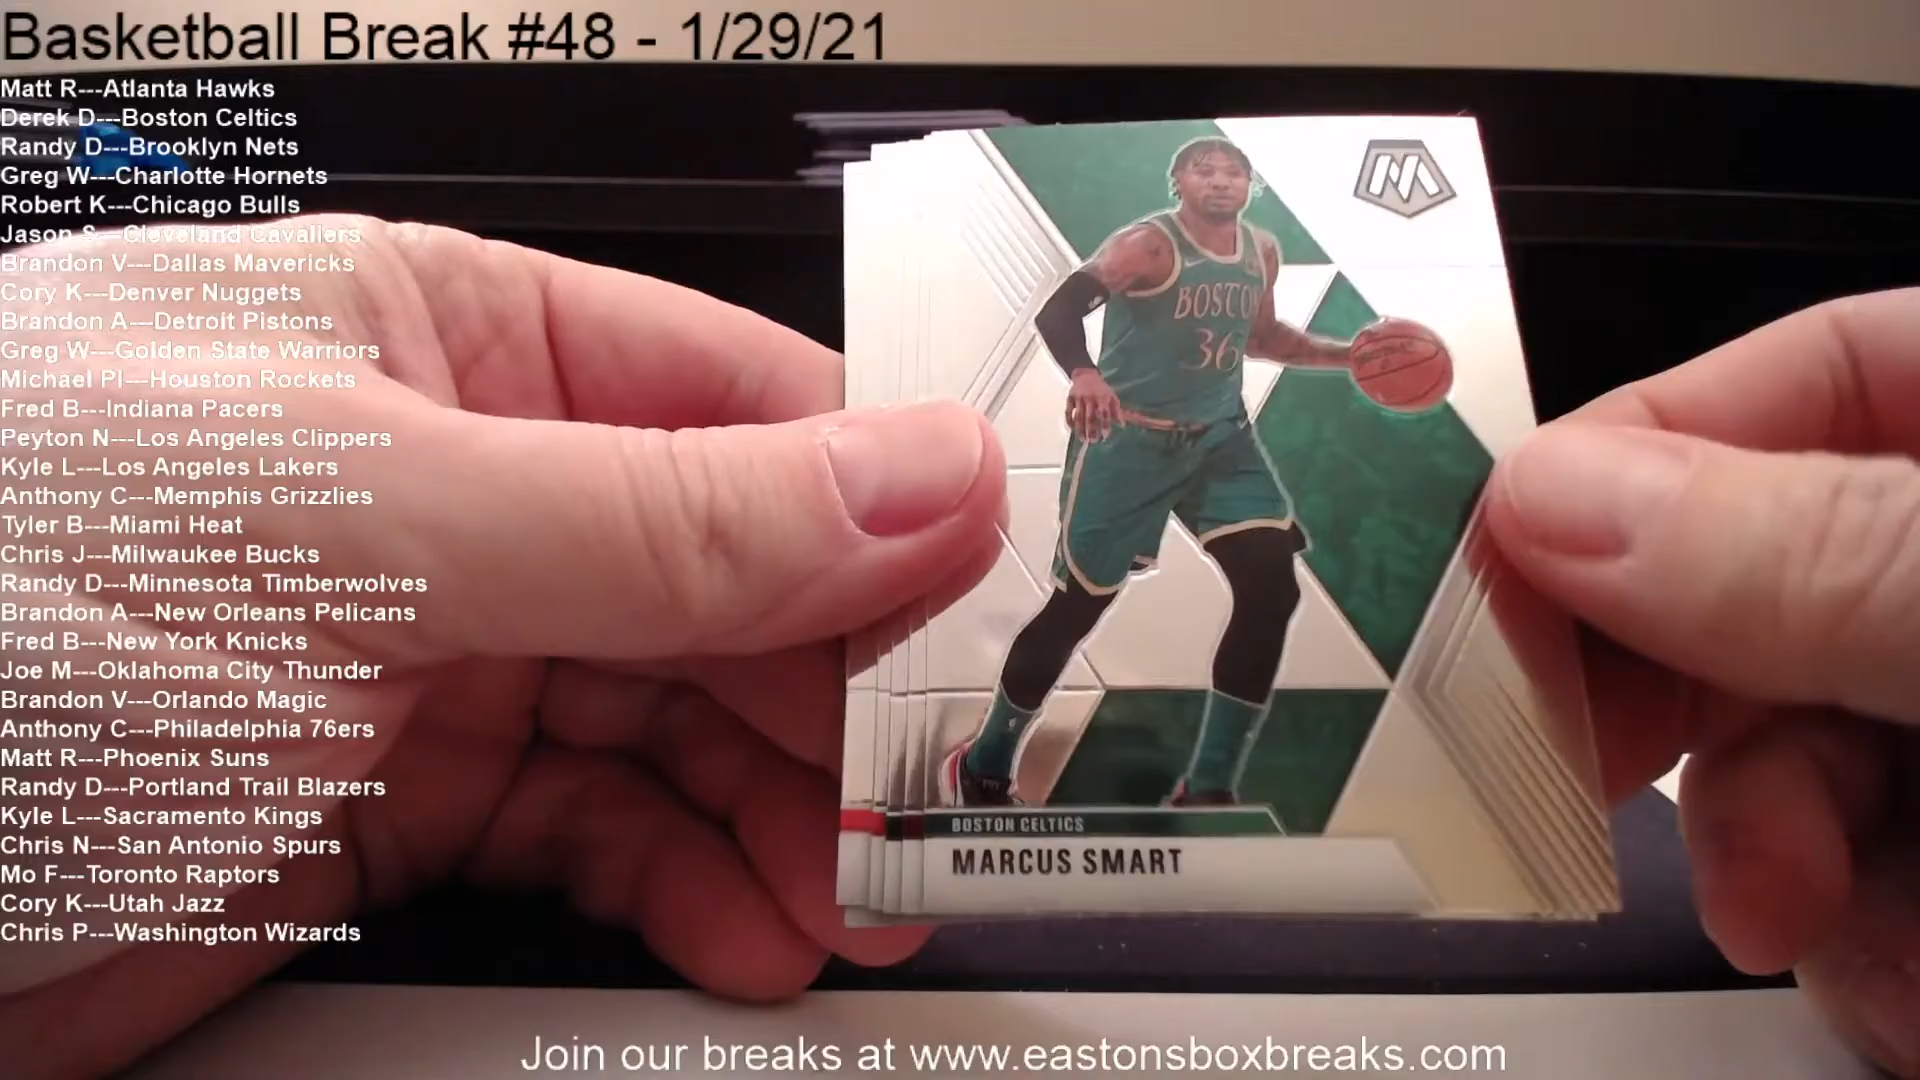 Basketball Break #48 - 1/29/21
Matt R---Atlanta Hawks
Derek D---Boston Celtics
Randy D---Brooklyn Nets
Greg W---Charlotte Hornets
Robert K---Chicago Bulls
Jason S---Cleveland Cavaliers
Brandon V---Dallas Mavericks
Cory K---Denver Nuggets
Brandon A---Detroit Pistons
Greg W---Golden State Warriors
Michael Pl---Houston Rockets
Fred B---Indiana Pacers
Peyton N---Los Angeles Clippers
Kyle L---Los Angeles Lakers
Anthony C---Memphis Grizzlies
Tyler B---Miami Heat
Chris J---Milwaukee Bucks
Randy D---Minnesota Timberwolves
Brandon A---New Orleans Pelicans
Fred B---New York Knicks
Joe M---Oklahoma City Thunder
Brandon V---Orlando Magic
Anthony C---Philadelphia 76ers
Matt R---Phoenix Suns
Randy D---Portland Trail Blazers
Kyle L---Sacramento Kings
Chris N---San Antonio Spurs
Mo F---Toronto Raptors
Cory K---Utah Jazz
Chris P---Washington Wizards
M
BOSTON
36
BOSTON CELTICS
MARCUS SMART
Join our breaks at www.eastonsboxbreaks.com